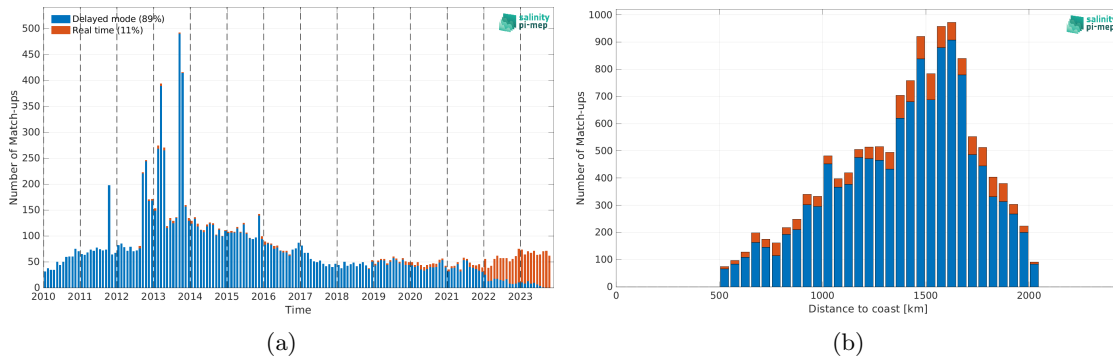 Delayed mode (89%)
Real time (11%)
salinity
pi-mep
Number of Match-ups
500
450
400
350
300
250
200
150
100
50
0
2010 2011 2012 2013 2014 2015 2016 2017 2018 2019 2020 2021 2022 2023
Time
(a)
salinity
pi-mep
Number of Match-ups
1000
900
800
700
600
500
400
300
200
100
0
0 500 1000 1500 2000
Distance to coast [km]
(b)